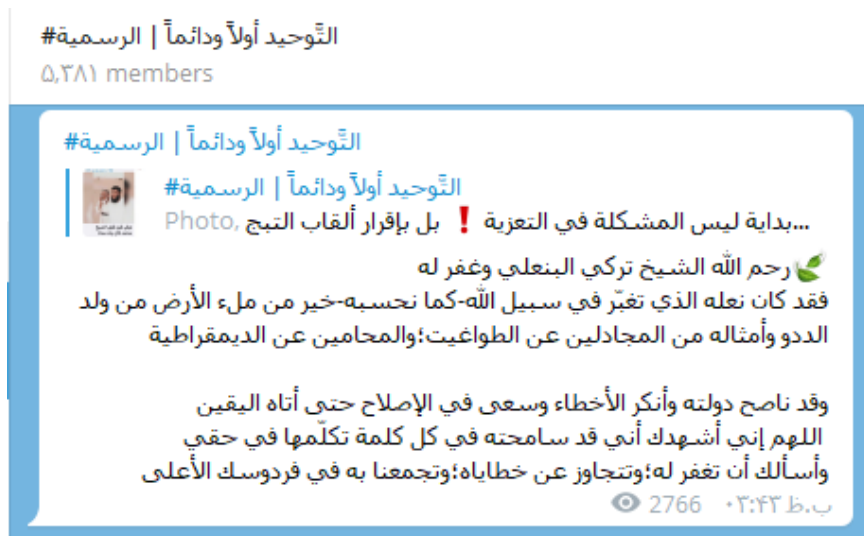 #التَّوحيد أولاً ودائماً | الرسمية
۵,۳۸۱ members
#التَّوحيد أولاً ودائماً | الرسمية
#التَّوحيد أولاً ودائماً | الرسمية
Photo, بداية ليس المشكلة في التعزية ❗ بل بإقرار ألقاب التبج...
🌿رحم الله الشيخ تركي البنعلي وغفر له
فقد كان نعله الذي تغبّر في سبيل الله-كما نحسبه-خير من ملء الأرض من ولد
الددو وأمثاله من المجادلين عن الطواغيت؛والمحامين عن الديمقراطية
وقد ناصح دولته وأنكر الأخطاء وسعى في الإصلاح حتى أتاه اليقين
اللهم إني أشهدك أني قد سامحته في كل كلمة تكلّمها في حقي
وأسألك أن تغفر له؛وتتجاوز عن خطاياه؛وتجمعنا به في فردوسك الأعلى
2766 ۰۳:۴۳ ب.ظ